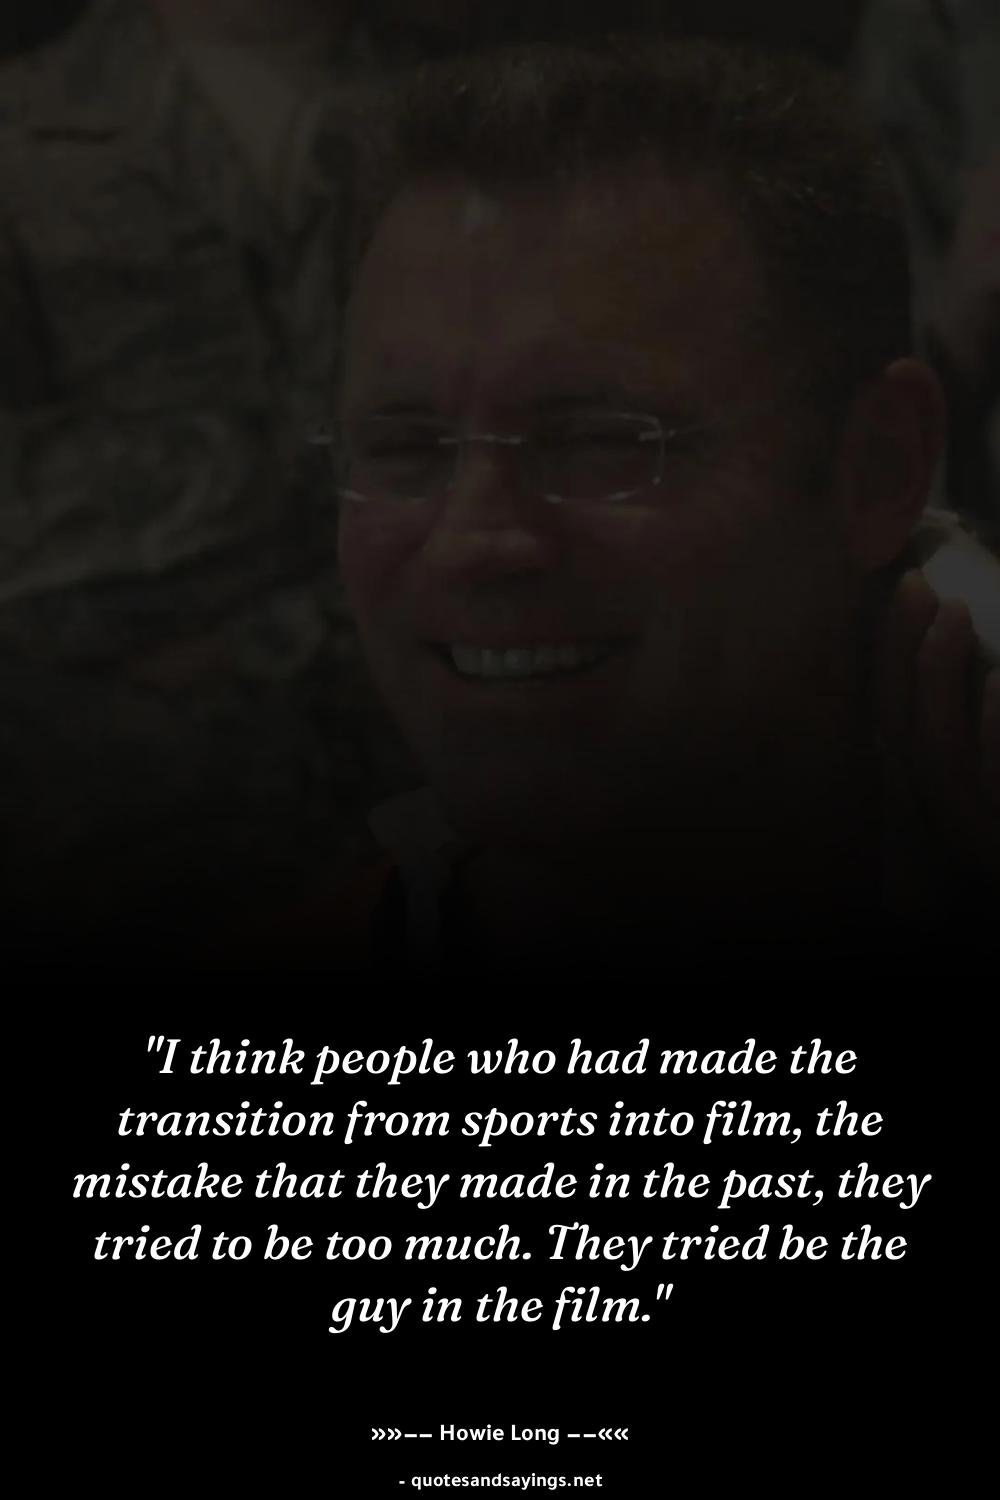 "I think people who had made the
transition from sports into film, the
mistake that they made in the past, they
tried to be too much. They tried be the
guy in the film."
»»—— Howie Long ——««
- quotesandsayings.net